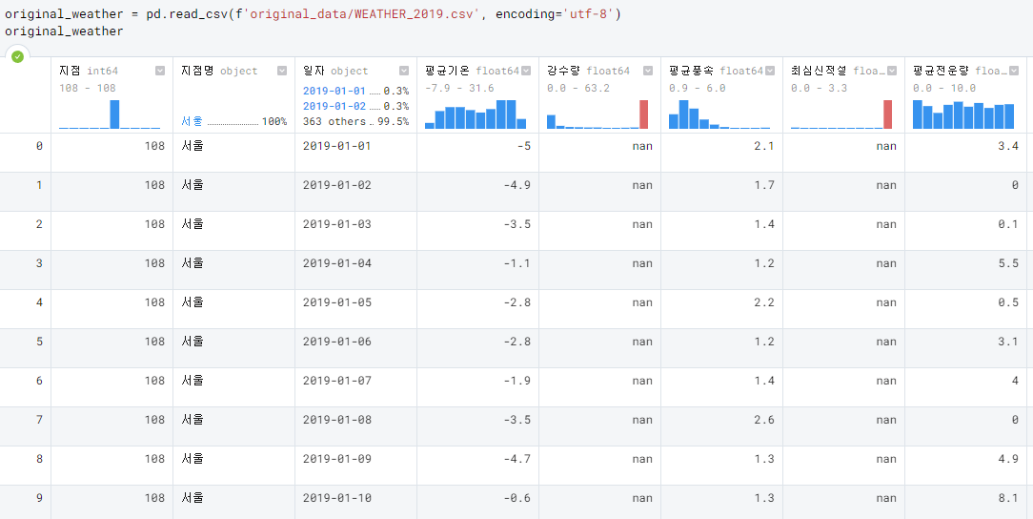 original_weather = pd.read_csv(f'original_data/WEATHER_2019.csv', encoding='utf-8')
original_weather
지점 int64 지점명 object 일자 object 평균기온 float64 강수량 float64 평균풍속 float64 최심신적설 floa... 평균전운량 floa...
108 - 108 서울 100% 2019-01-01 0.3% -7.9 - 31.6 0.0 - 63.2 0.9 - 6.0 0.0 - 3.3 0.0 - 10.0
2019-01-02 0.3%
363 others 99.5%
0 108 서울 2019-01-01 -5 nan 2.1 nan 3.4
1 108 서울 2019-01-02 -4.9 nan 1.7 nan 0
2 108 서울 2019-01-03 -3.5 nan 1.4 nan 0.1
3 108 서울 2019-01-04 -1.1 nan 1.2 nan 5.5
4 108 서울 2019-01-05 -2.8 nan 2.2 nan 0.5
5 108 서울 2019-01-06 -2.8 nan 1.2 nan 3.1
6 108 서울 2019-01-07 -1.9 nan 1.4 nan 4
7 108 서울 2019-01-08 -3.5 nan 2.6 nan 0
8 108 서울 2019-01-09 -4.7 nan 1.3 nan 4.9
9 108 서울 2019-01-10 -0.6 nan 1.3 nan 8.1